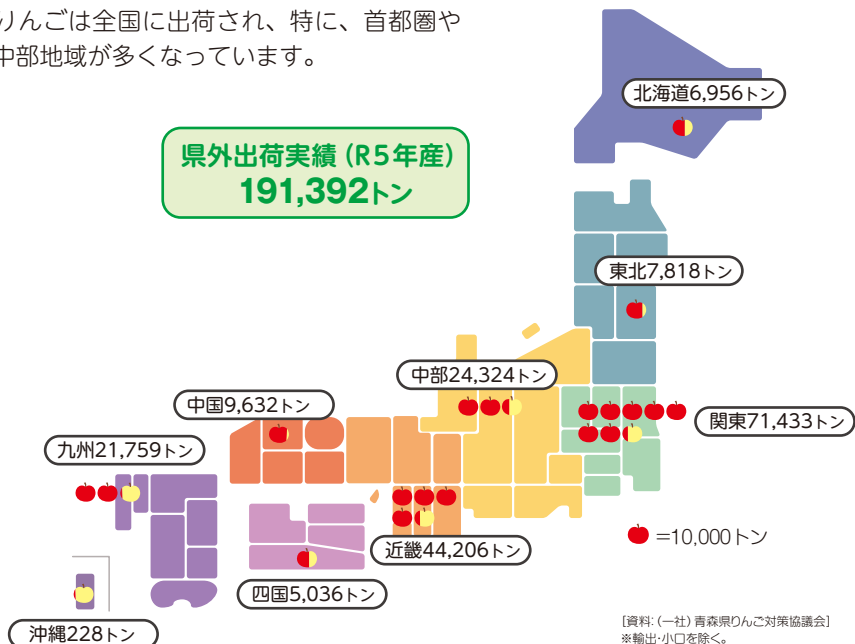 りんごは全国に出荷され、特に、首都圏や
中部地域が多くなっています。
県外出荷実績（R5年産）
191,392トン
北海道6,956トン
東北7,818トン
中部24,324トン
中国9,632トン
関東71,433トン
九州21,759トン
近畿44,206トン
=10,000トン
四国5,036トン
沖縄228トン
[資料:(一社)青森県りんご対策協議会]
※輸出・小口を除く。